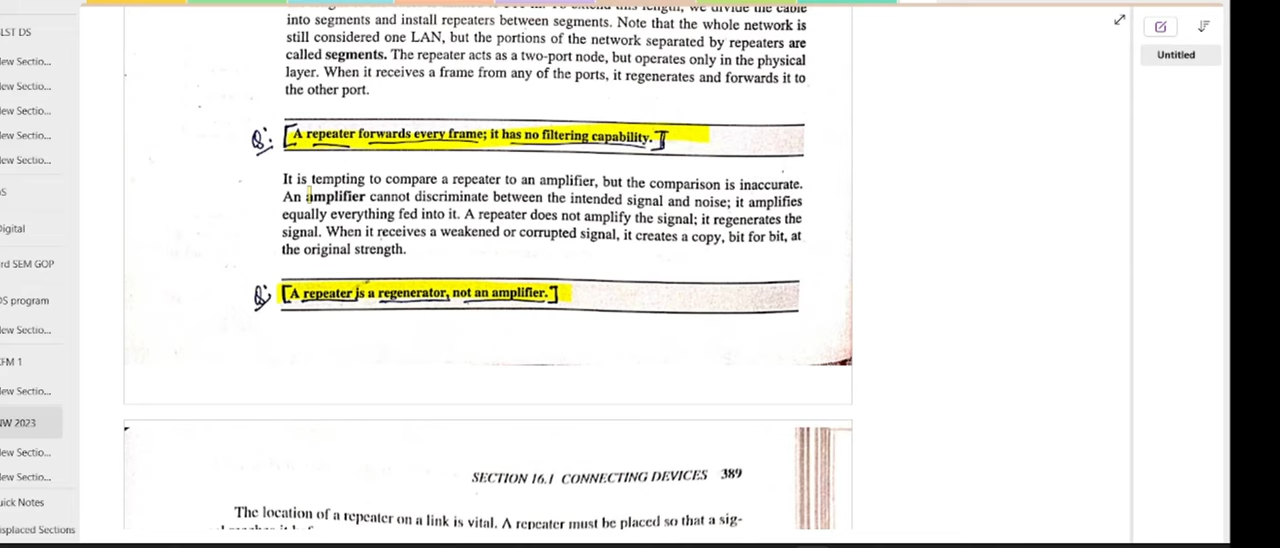 LST DS
ew Sectio...
ew Sectio...
ew Sectio...
ew Sectio...
ew Sectio...
S
igital
rd SEM GOP
S program
ew Sectio...
FM 1
ew Sectio...
W 2023
ew Sectio...
ew Sectio...
uick Notes
isplaced Sections
this length, we divide the cable
into segments and install repeaters between segments. Note that the whole network is
still considered one LAN, but the portions of the network separated by repeaters are
called segments. The repeater acts as a two-port node, but operates only in the physical
layer. When it receives a frame from any of the ports, it regenerates and forwards it to
the other port.
Q: [A repeater forwards every frame; it has no filtering capability.]
It is tempting to compare a repeater to an amplifier, but the comparison is inaccurate.
An amplifier cannot discriminate between the intended signal and noise; it amplifies
equally everything fed into it. A repeater does not amplify the signal; it regenerates the
signal. When it receives a weakened or corrupted signal, it creates a copy, bit for bit, at
the original strength.
Q: [A repeater is a regenerator, not an amplifier.]
SECTION 16.1 CONNECTING DEVICES 389
The location of a repeater on a link is vital. A repeater must be placed so that a sig-
Untitled